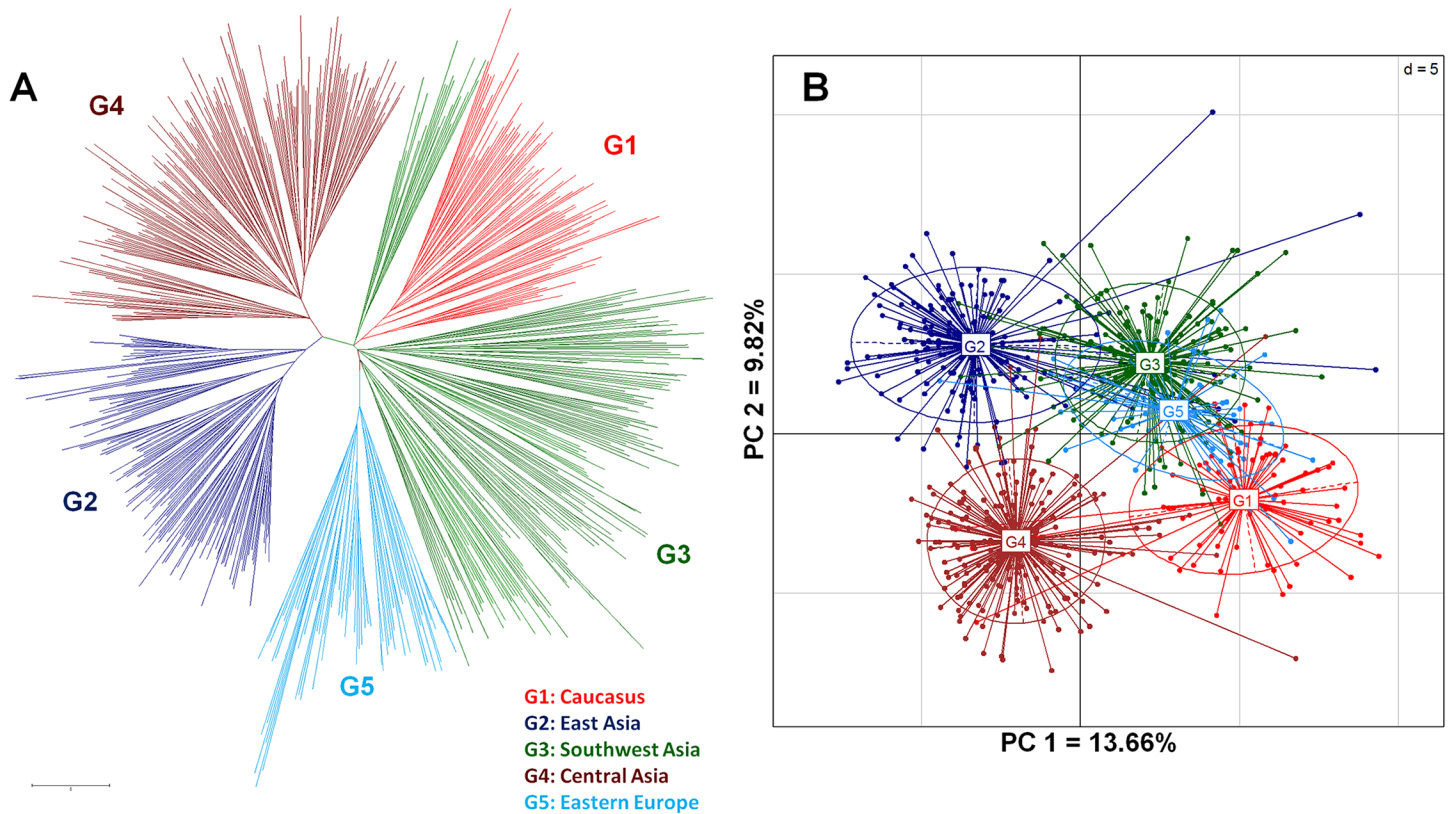 A
G4
G1
G2
G3
G5
G1: Caucasus
G2: East Asia
G3: Southwest Asia
G4: Central Asia
G5: Eastern Europe
B
d = 5
G2
G3
G5
G1
G4
PC 2 = 9.82%
PC 1 = 13.66%